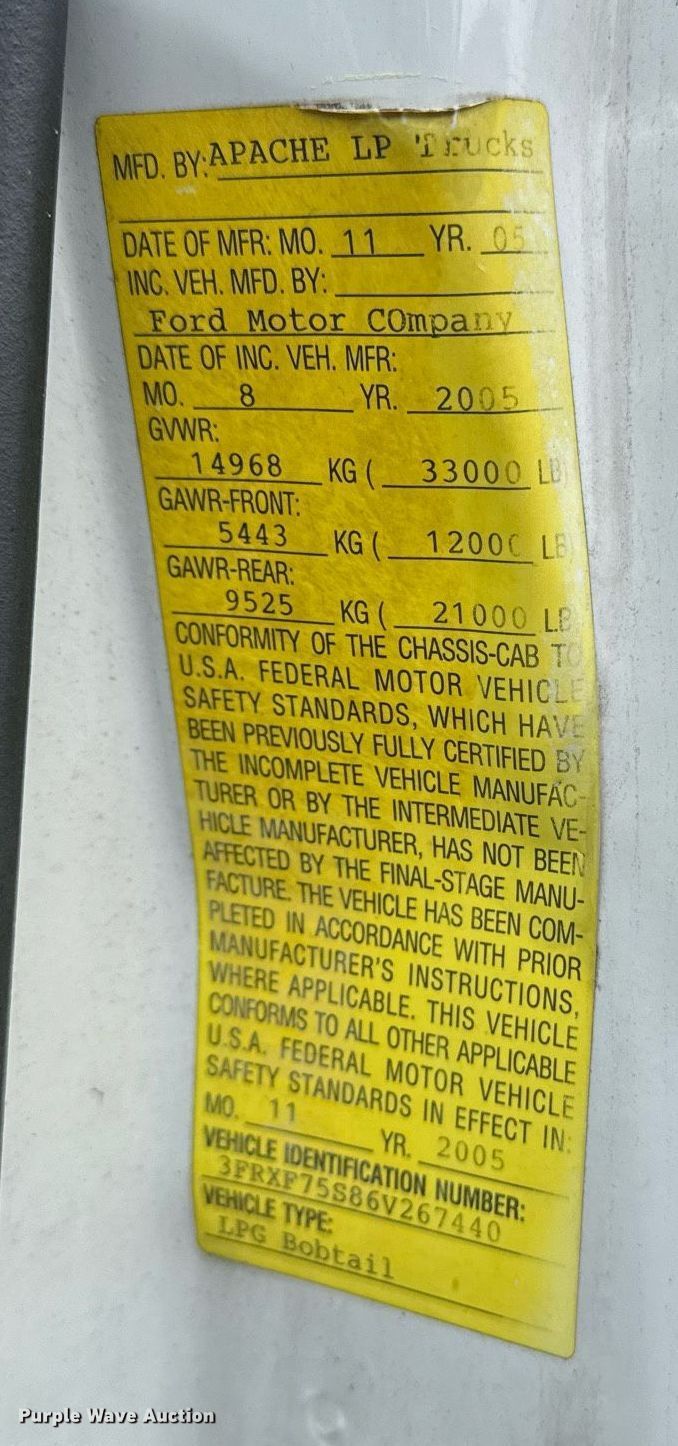 MFD. BY: APACHE LP Trucks
DATE OF MFR: MO. 11 YR. 05
INC. VEH. MFD. BY:
Ford Motor COmpany
DATE OF INC. VEH. MFR:
MO. 8 YR. 2005
GVWR:
14968 KG ( 33000 LB)
GAWR-FRONT:
5443 KG ( 12000 LB
GAWR-REAR:
9525 KG ( 21000 LB
CONFORMITY OF THE CHASSIS-CAB TO
U.S.A. FEDERAL MOTOR VEHICLE
SAFETY STANDARDS, WHICH HAVE
BEEN PREVIOUSLY FULLY CERTIFIED BY
THE INCOMPLETE VEHICLE MANUFAC-
TURER OR BY THE INTERMEDIATE VE-
HICLE MANUFACTURER, HAS NOT BEEN
AFFECTED BY THE FINAL-STAGE MANU-
FACTURE. THE VEHICLE HAS BEEN COM-
PLETED IN ACCORDANCE WITH PRIOR
MANUFACTURER'S INSTRUCTIONS,
WHERE APPLICABLE. THIS VEHICLE
CONFORMS TO ALL OTHER APPLICABLE
U.S.A. FEDERAL MOTOR VEHICLE
SAFETY STANDARDS IN EFFECT IN:
MO. 11 YR. 2005
VEHICLE IDENTIFICATION NUMBER:
3FRXF75S86V267440
VEHICLE TYPE:
LPG Bobtail
Purple Wave Auction